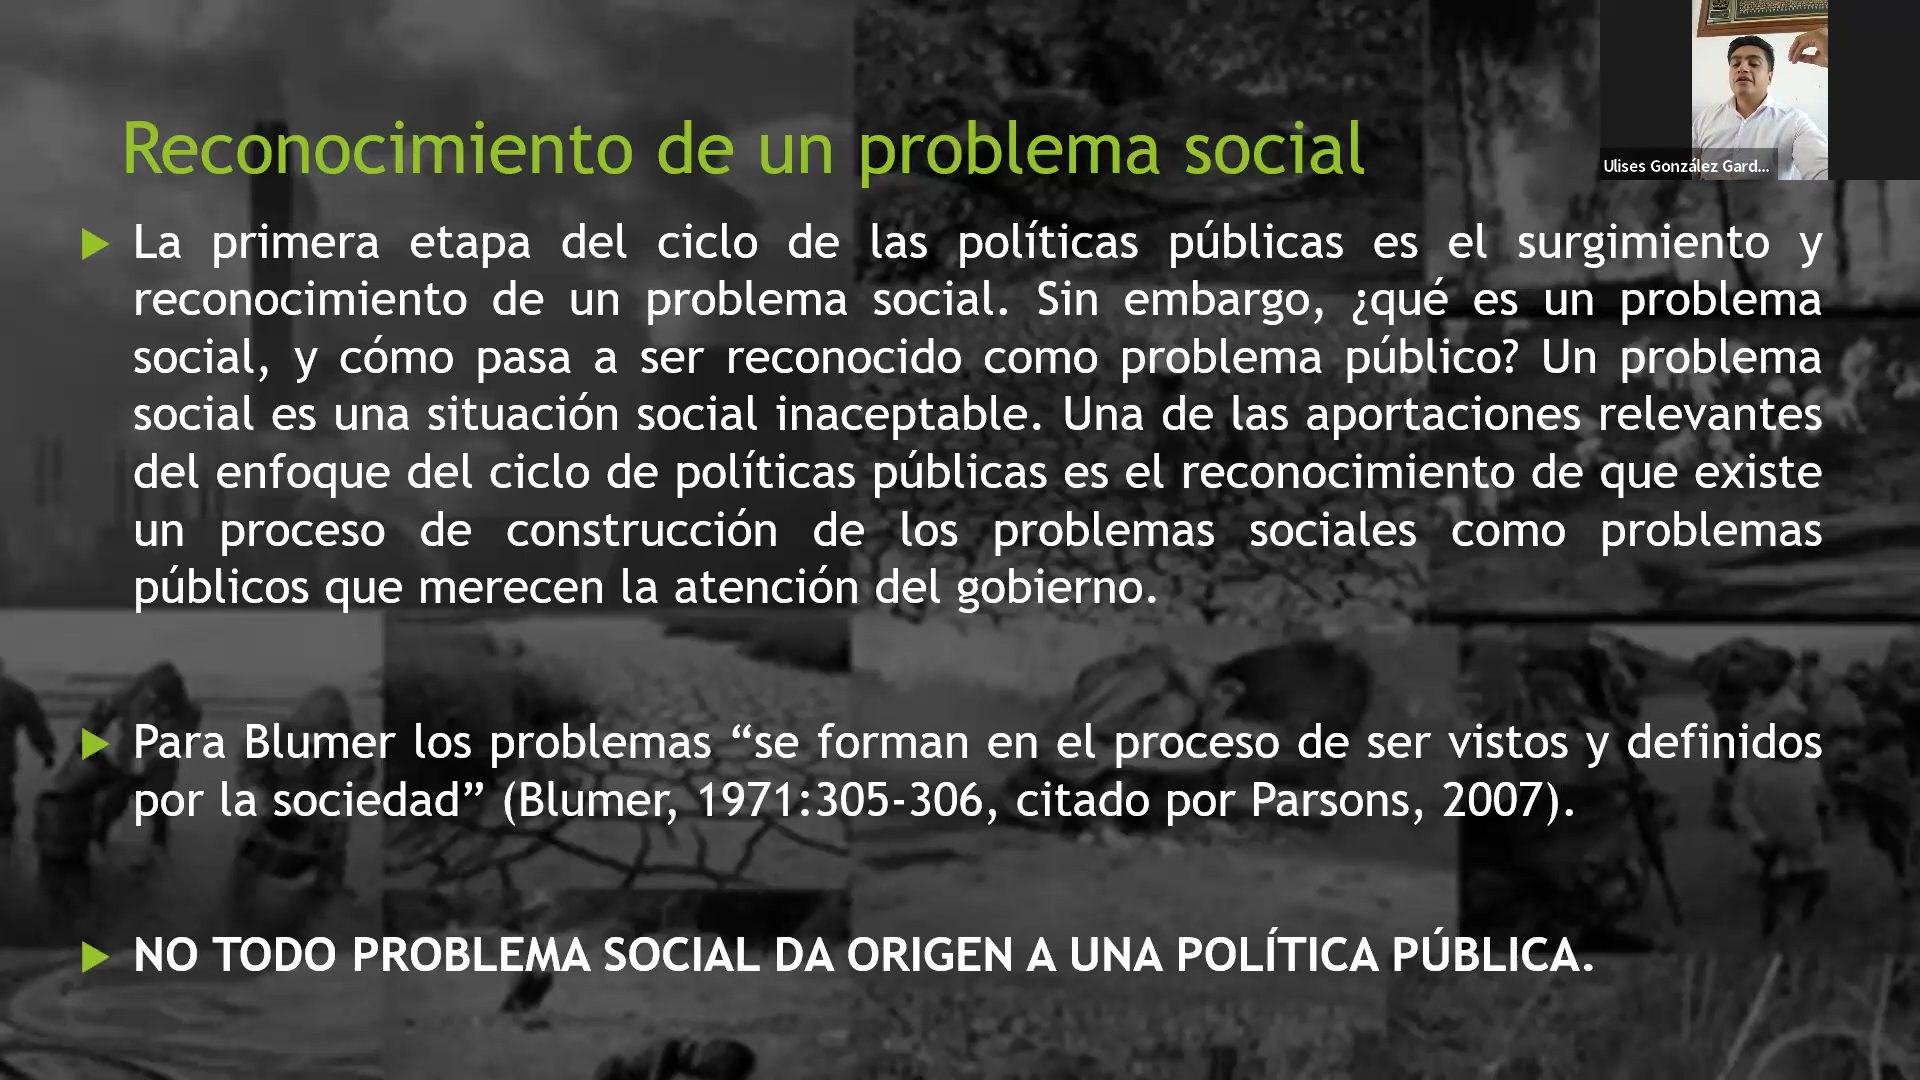 Reconocimiento de un problema social
Ulises González Gard...
La primera etapa del ciclo de las políticas públicas es el surgimiento y
reconocimiento de un problema social. Sin embargo, ¿qué es un problema
social, y cómo pasa a ser reconocido como problema público? Un problema
social es una situación social inaceptable. Una de las aportaciones relevantes
del enfoque del ciclo de políticas públicas es el reconocimiento de que existe
un proceso de construcción de los problemas sociales como problemas
públicos que merecen la atención del gobierno.
Para Blumer los problemas “se forman en el proceso de ser vistos y definidos
por la sociedad” (Blumer, 1971:305-306, citado por Parsons, 2007).
NO TODO PROBLEMA SOCIAL DA ORIGEN A UNA POLÍTICA PÚBLICA.